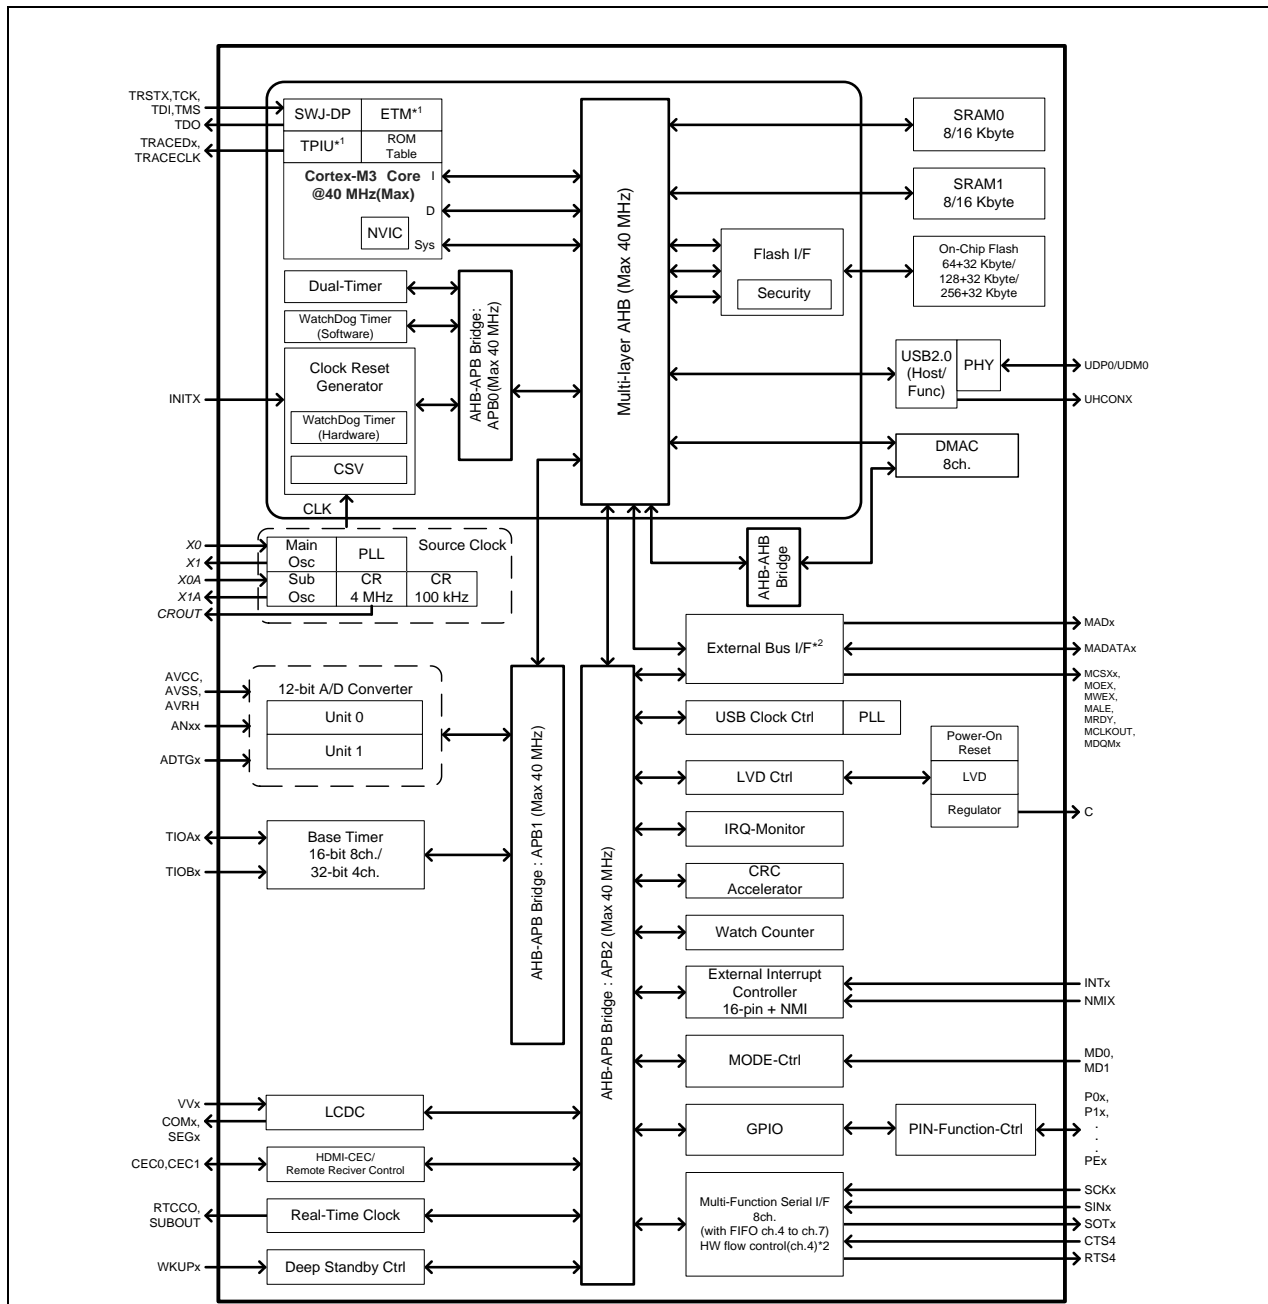 TRSTX,TCK,
TDI,TMS
TDO
TRACEDx,
TRACECLK
SWJ-DP
ETM*1
TPIU*1
ROM
Table
Cortex-M3 Core
@40 MHz(Max)
I
D
Sys
NVIC
Dual-Timer
WatchDog Timer
(Software)
Clock Reset
Generator
WatchDog Timer
(Hardware)
CSV
INITX
CLK
AHB-APB Bridge:
APB0(Max 40 MHz)
Multi-layer AHB (Max 40 MHz)
SRAM0
8/16 Kbyte
SRAM1
8/16 Kbyte
Flash I/F
Security
On-Chip Flash
64+32 Kbyte/
128+32 Kbyte/
256+32 Kbyte
USB2.0
(Host/
Func)
PHY
UDP0/UDM0
UHCONX
DMAC
8ch.
AHB-AHB
Bridge
X0
X1
X0A
X1A
CROUT
Main
Osc
PLL
Source Clock
Sub
Osc
CR
4 MHz
CR
100 kHz
AVCC,
AVSS,
AVRH
ANxx
ADTGx
12-bit A/D Converter
Unit 0
Unit 1
TIOAx
TIOBx
Base Timer
16-bit 8ch./
32-bit 4ch.
AHB-APB Bridge : APB1 (Max 40 MHz)
AHB-APB Bridge : APB2 (Max 40 MHz)
External Bus I/F*2
MADx
MADATAx
MCSXx,
MOEX,
MWEX,
MALE,
MRDY,
MCLKOUT,
MDQMx
USB Clock Ctrl
PLL
LVD Ctrl
Power-On
Reset
LVD
Regulator
C
IRQ-Monitor
CRC
Accelerator
Watch Counter
External Interrupt
Controller
16-pin + NMI
INTx
NMIX
MODE-Ctrl
MD0,
MD1
GPIO
PIN-Function-Ctrl
P0x,
P1x,
.
.
.
PEx
Multi-Function Serial I/F
8ch.
(with FIFO ch.4 to ch.7)
HW flow control(ch.4)*2
SCKx
SINx
SOTx
CTS4
RTS4
VVx
COMx,
SEGx
LCDC
CEC0,CEC1
HDMI-CEC/
Remote Reciver Control
RTCCO,
SUBOUT
Real-Time Clock
WKUPx
Deep Standby Ctrl